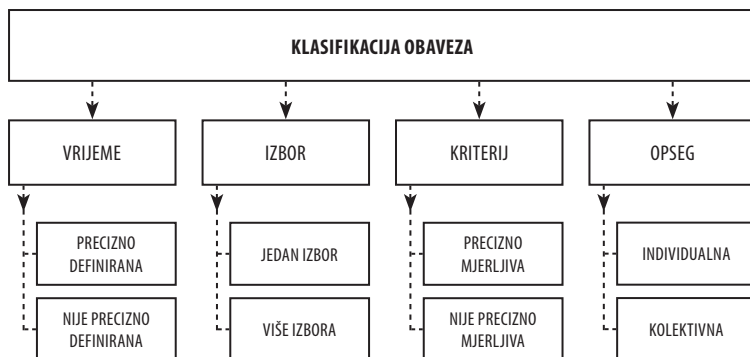 KLASIFIKACIJA OBAVEZA
VRIJEME
IZBOR
KRITERIJ
OPSEG
PRECIZNO
DEFINIRANA
JEDAN IZBOR
PRECIZNO
MJERLJIVA
INDIVIDUALNA
NIJE PRECIZNO
DEFINIRANA
VIŠE IZBORA
NIJE PRECIZNO
MJERLJIVA
KOLEKTIVNA